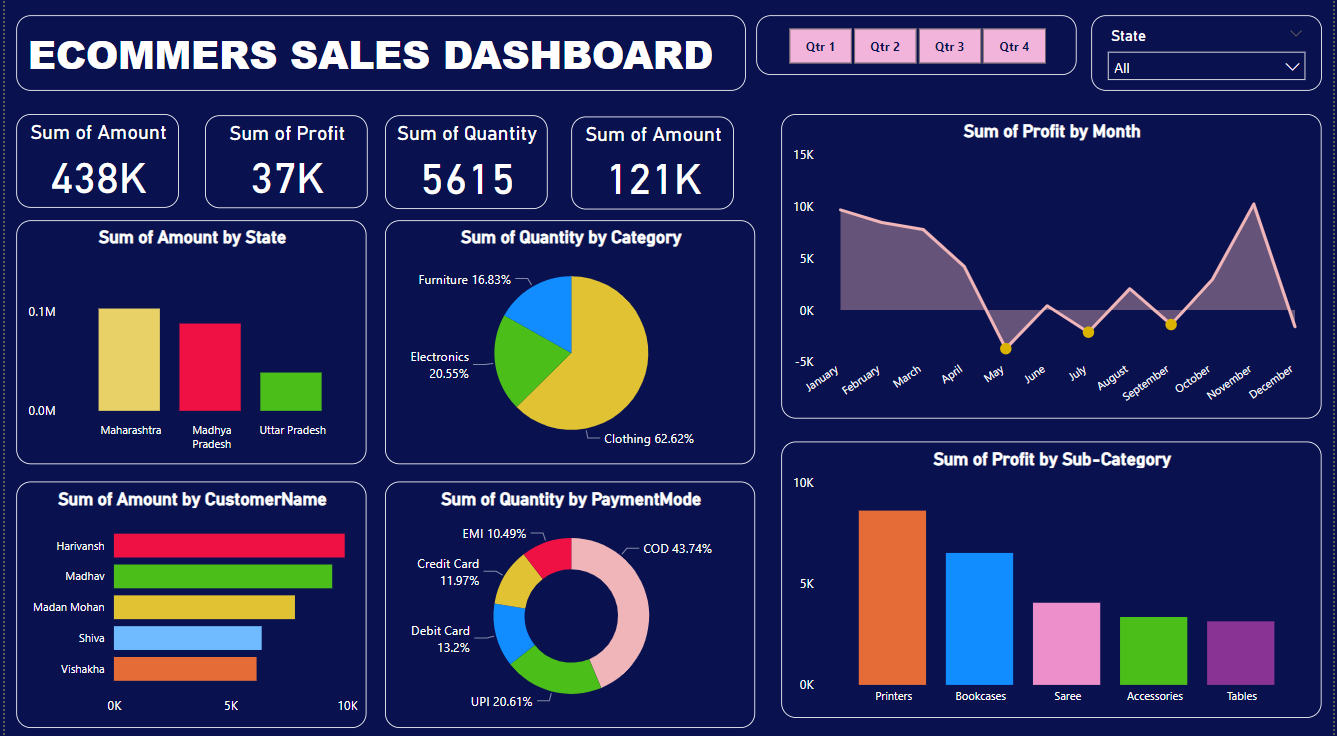 ECOMMERS SALES DASHBOARD
Qtr 1
Qtr 2
Qtr 3
Qtr 4
State
All
Sum of Amount
438K
Sum of Profit
37K
Sum of Quantity
5615
Sum of Amount
121K
Sum of Amount by State
0.1M
0.0M
Maharashtra
Madhya
Pradesh
Uttar Pradesh
Sum of Quantity by Category
Furniture 16.83%
Electronics
20.55%
Clothing 62.62%
Sum of Profit by Month
15K
10K
5K
0K
-5K
January
February
March
April
May
June
July
August
September
October
November
December
Sum of Amount by CustomerName
Harivansh
Madhav
Madan Mohan
Shiva
Vishakha
0K
5K
10K
Sum of Quantity by PaymentMode
EMI 10.49%
COD 43.74%
Credit Card
11.97%
Debit Card
13.2%
UPI 20.61%
Sum of Profit by Sub-Category
10K
5K
0K
Printers
Bookcases
Saree
Accessories
Tables